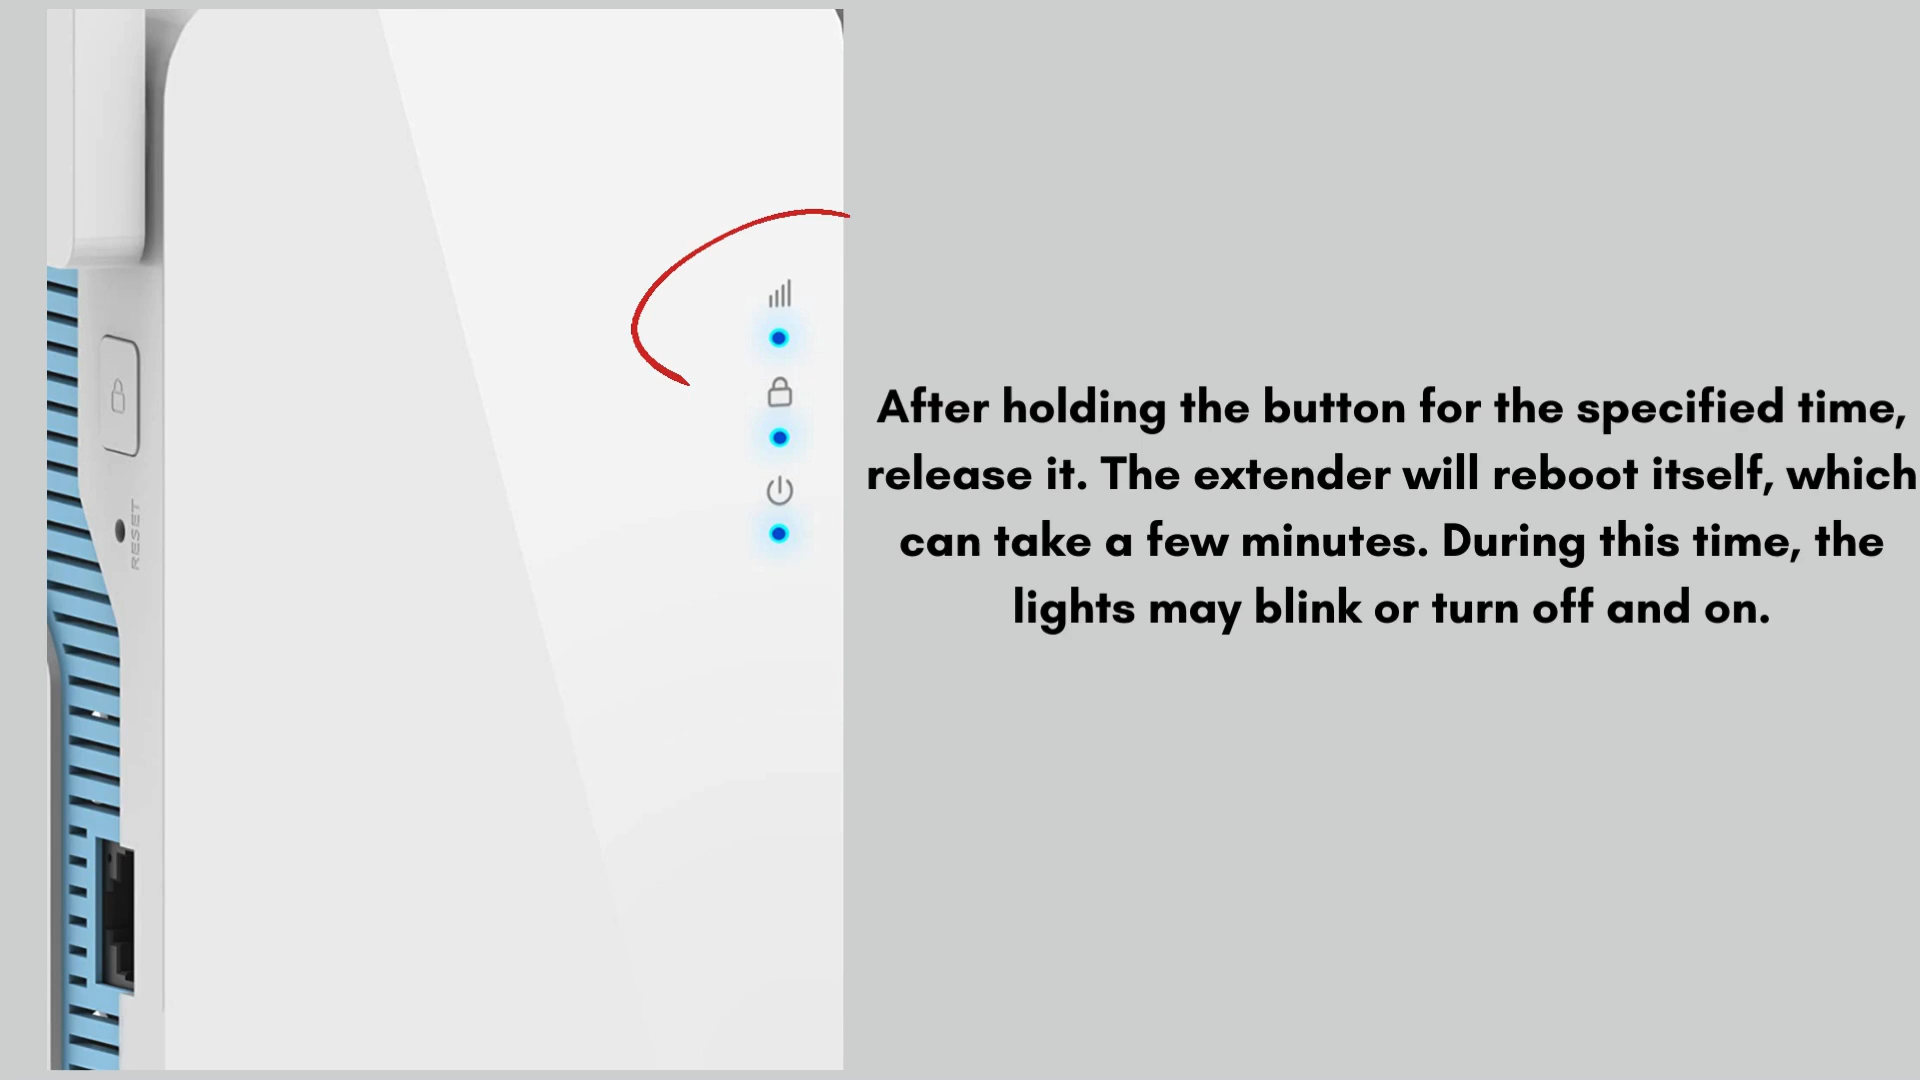 RESET
After holding the button for the specified time,
release it. The extender will reboot itself, which
can take a few minutes. During this time, the
lights may blink or turn off and on.